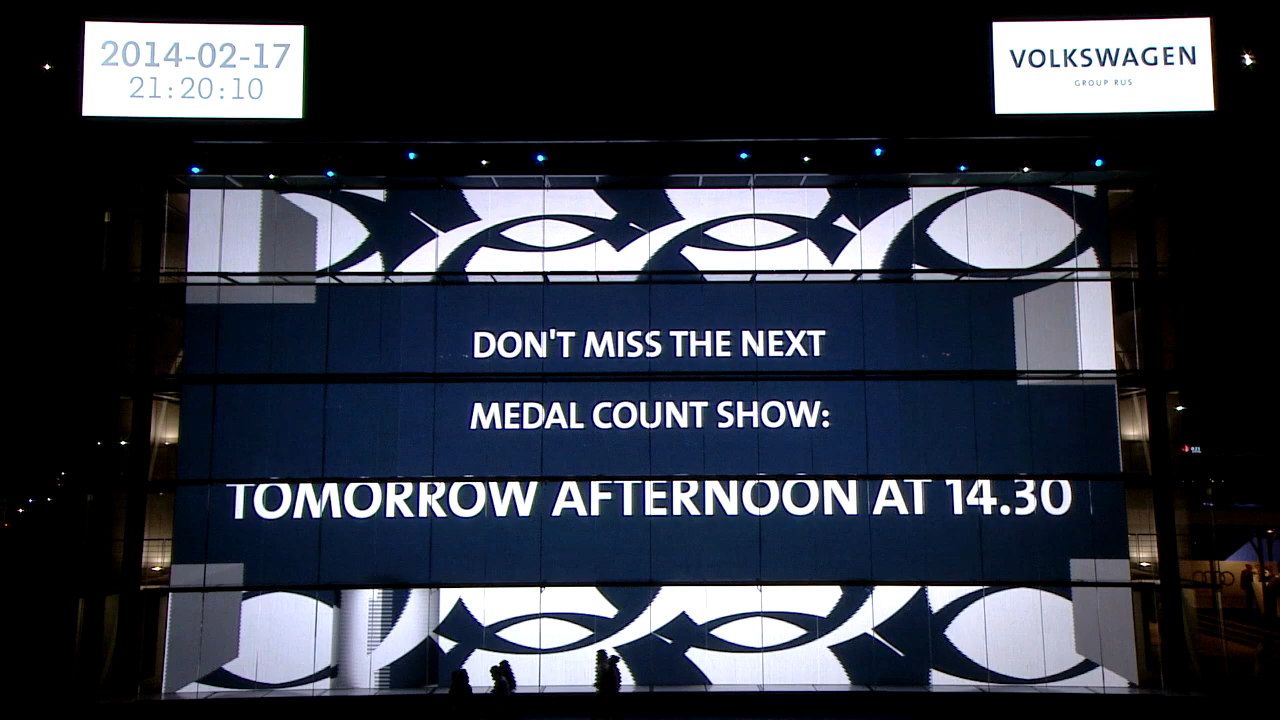 2014-02-17
21:20:10
VOLKSWAGEN
GROUP RUS
DON'T MISS THE NEXT
MEDAL COUNT SHOW:
TOMORROW AFTERNOON AT 14.30